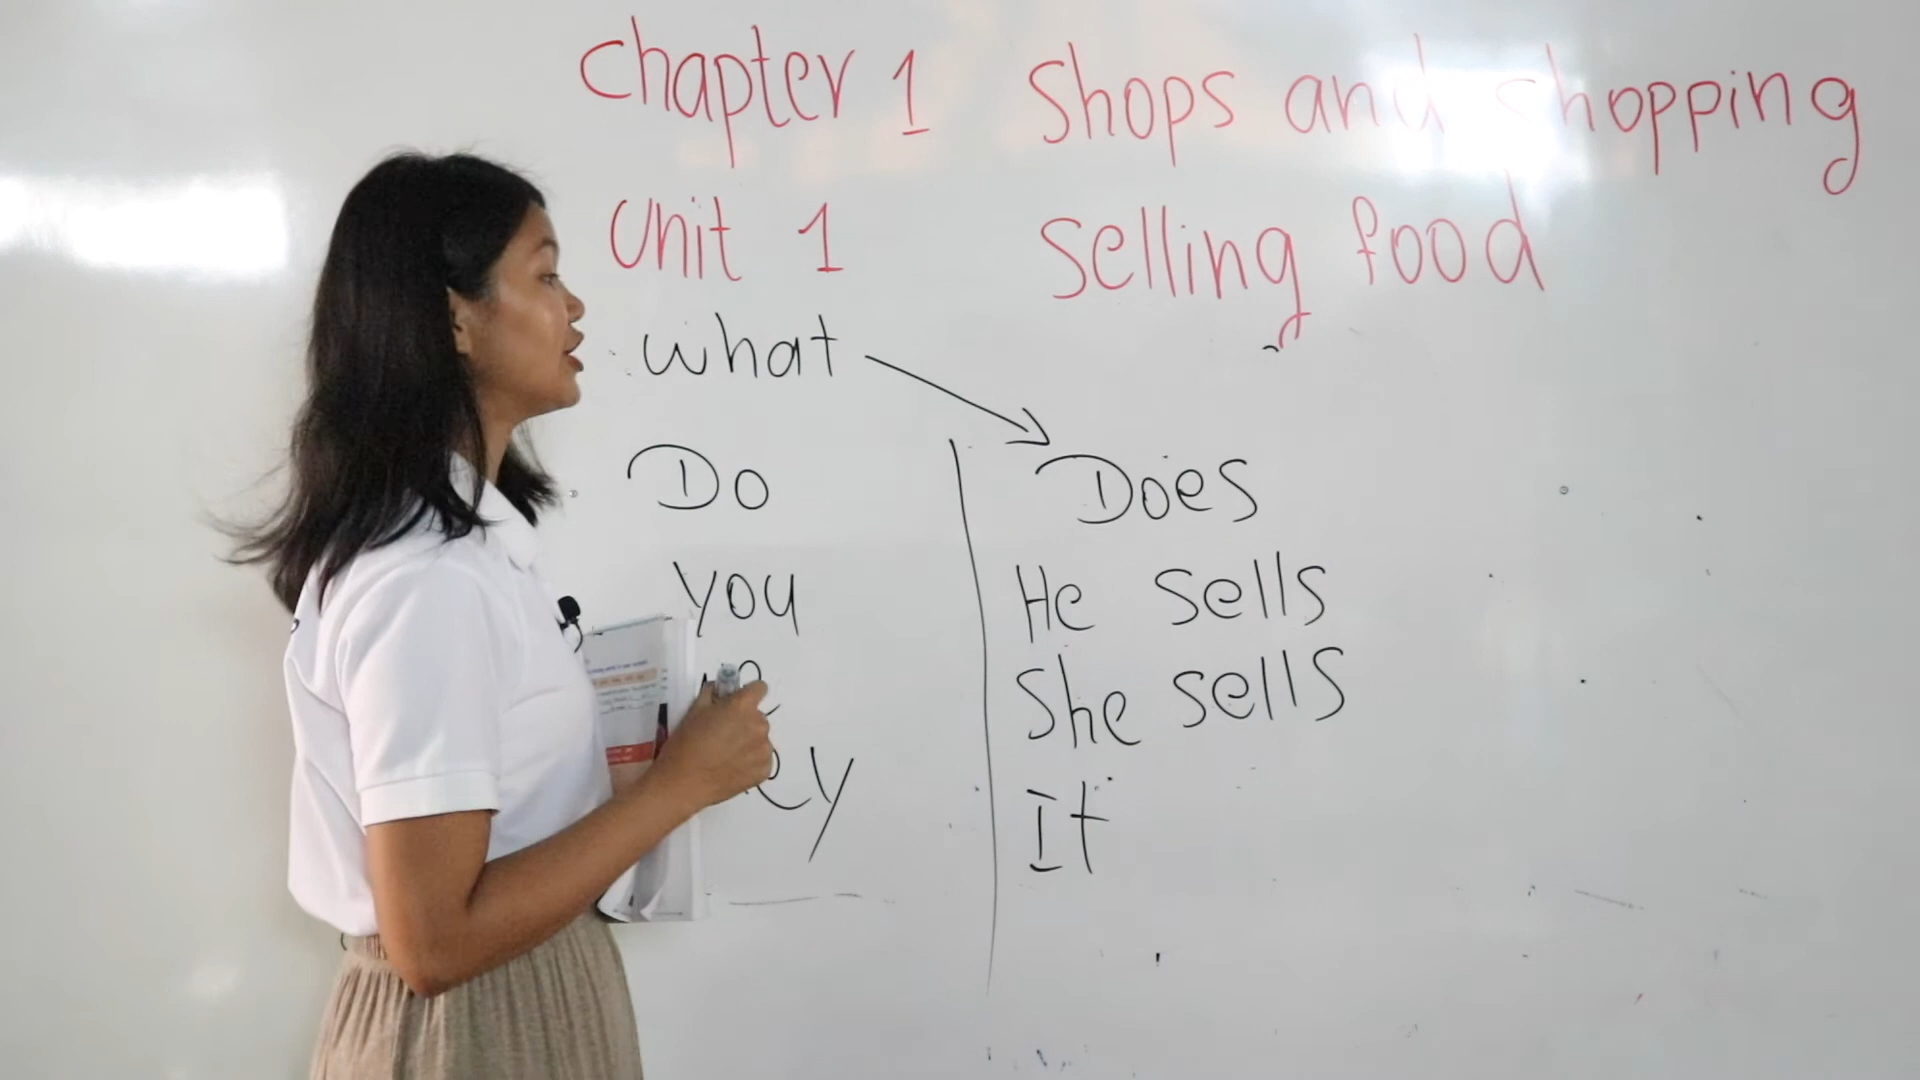 Chapter 1 Shops and shopping
Unit 1 Selling food
what
Do Does
you He sells
She sells
It